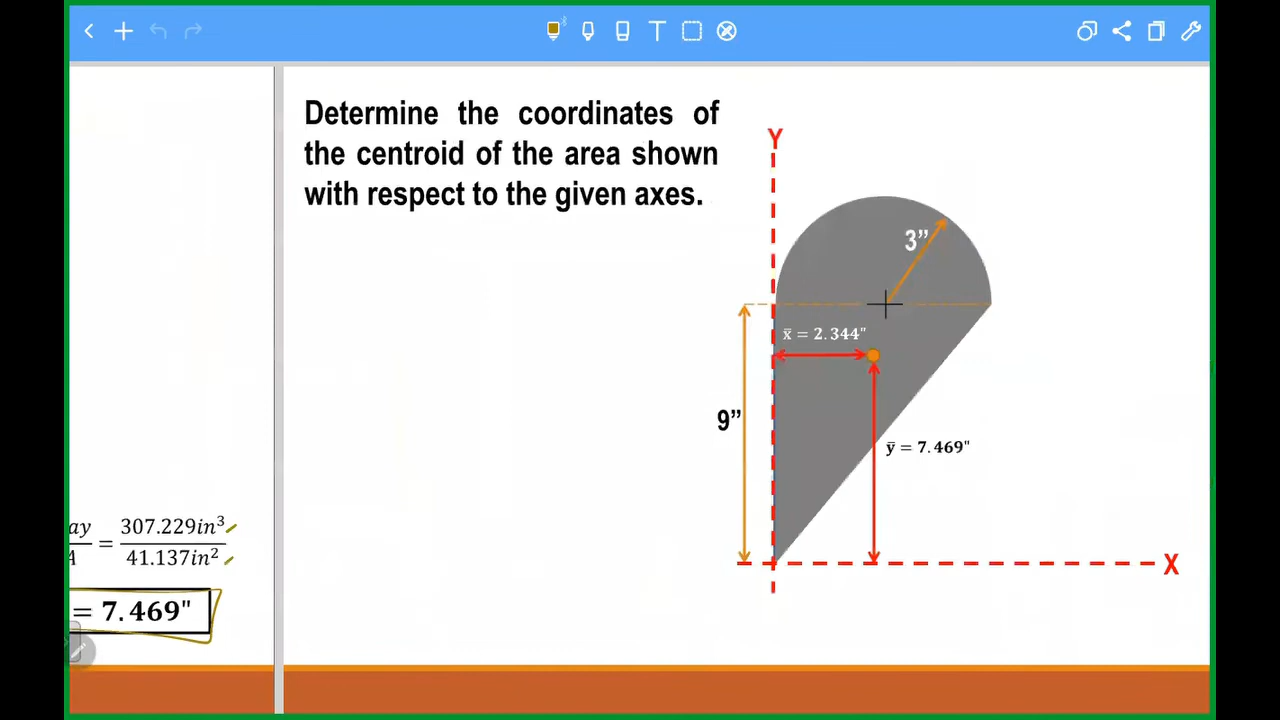 Determine the coordinates of
the centroid of the area shown
with respect to the given axes.
Y
3”
x̄ = 2.344"
9”
ȳ = 7.469"
X
ay/A = 307.229in³/41.137in²
= 7.469"